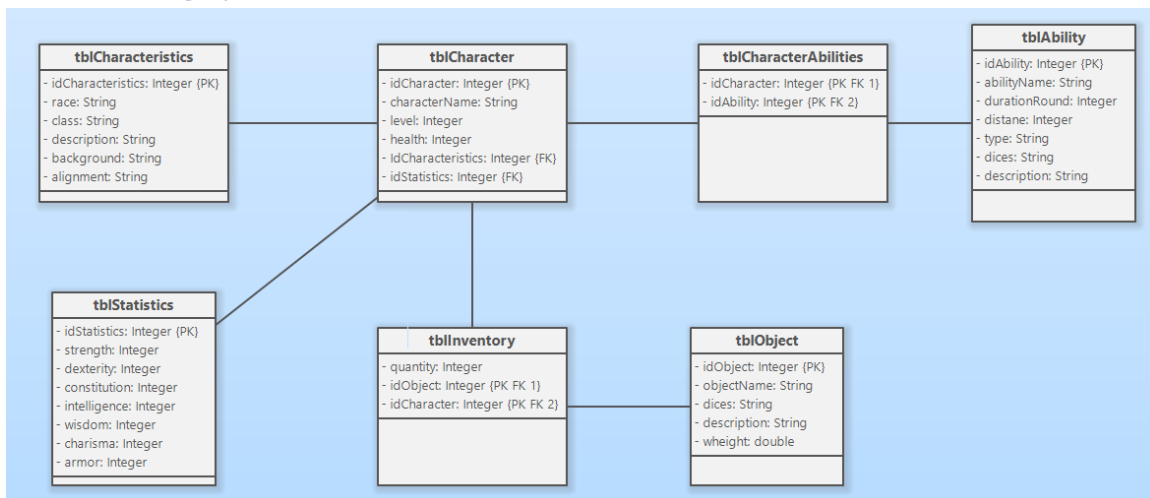 tblCharacteristics
- idCharacteristics: Integer {PK}
- race: String
- class: String
- description: String
- background: String
- alignment: String
tblCharacter
- idCharacter: Integer {PK}
- characterName: String
- level: Integer
- health: Integer
- IdCharacteristics: Integer {FK}
- idStatistics: Integer {FK}
tblCharacterAbilities
- idCharacter: Integer {PK FK 1}
- idAbility: Integer {PK FK 2}
tblAbility
- idAbility: Integer {PK}
- abilityName: String
- durationRound: Integer
- distane: Integer
- type: String
- dices: String
- description: String
tblStatistics
- idStatistics: Integer {PK}
- strength: Integer
- dexterity: Integer
- constitution: Integer
- intelligence: Integer
- wisdom: Integer
- charisma: Integer
- armor: Integer
tblInventory
- quantity: Integer
- idObject: Integer {PK FK 1}
- idCharacter: Integer {PK FK 2}
tblObject
- idObject: Integer {PK}
- objectName: String
- dices: String
- description: String
- wheight: double